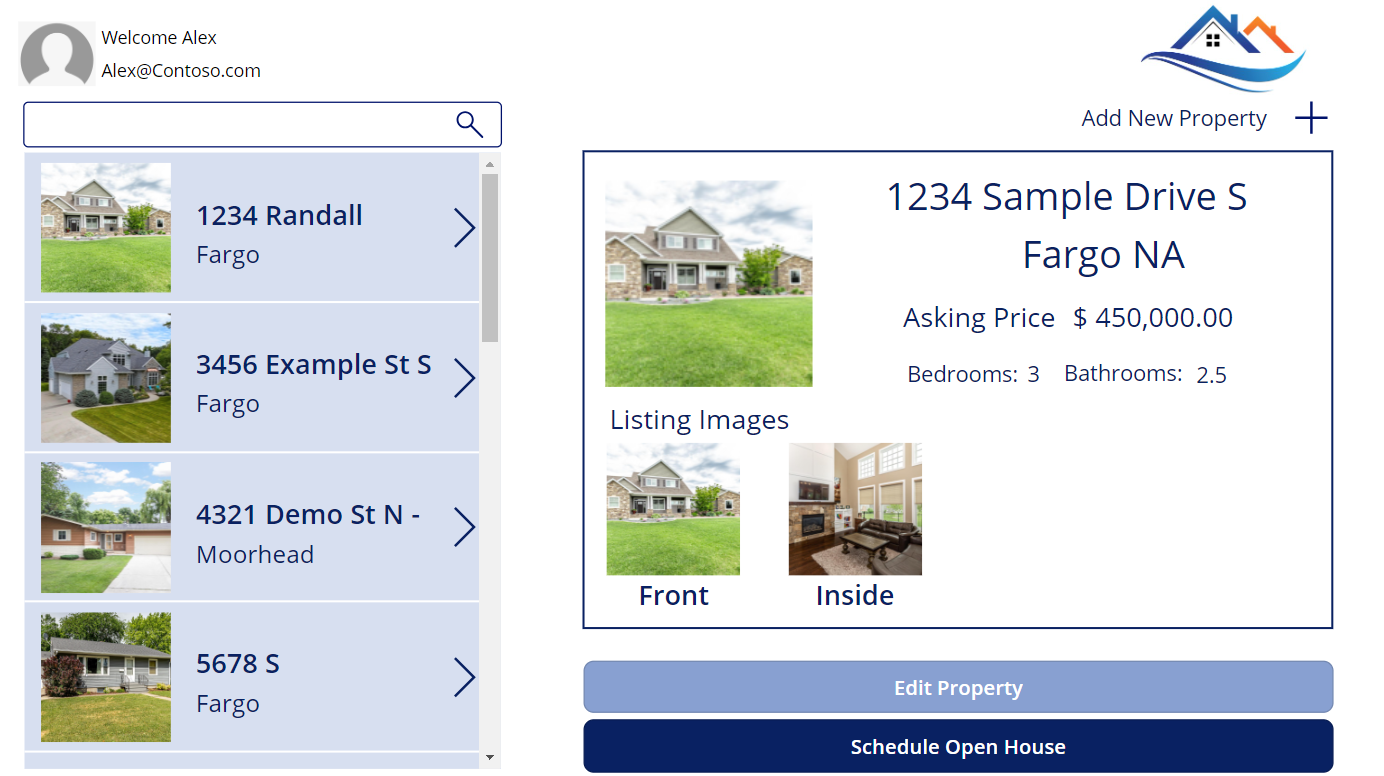 Welcome Alex
Alex@Contoso.com
Add New Property
1234 Randall
Fargo
3456 Example St S
Fargo
4321 Demo St N -
Moorhead
5678 S
Fargo
1234 Sample Drive S
Fargo NA
Asking Price $ 450,000.00
Bedrooms: 3 Bathrooms: 2.5
Listing Images
Front Inside
Edit Property
Schedule Open House